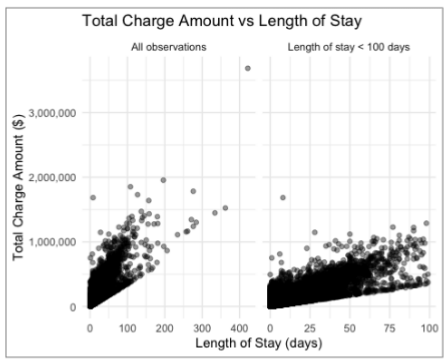 Total Charge Amount vs Length of Stay
All observations
Length of stay < 100 days
Total Charge Amount ($)
3,000,000
2,000,000
1,000,000
0
0 100 200 300 400
0 25 50 75 100
Length of Stay (days)